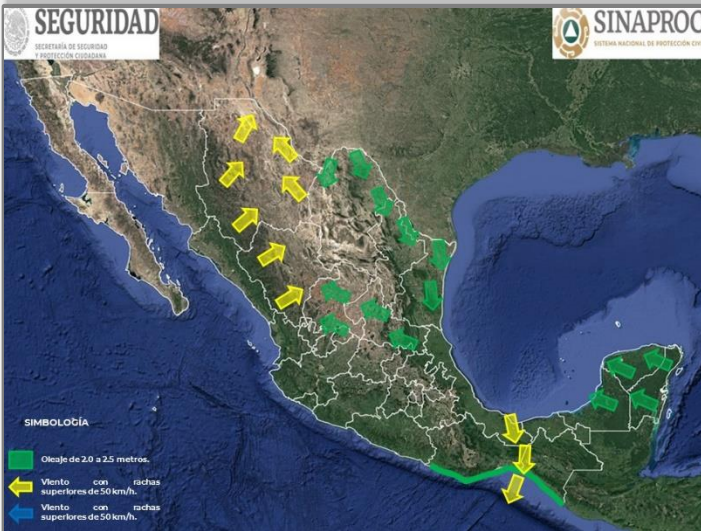 SEGURIDAD
SECRETARÍA DE SEGURIDAD
Y PROTECCIÓN CIUDADANA
SINAPROC
SISTEMA NACIONAL DE PROTECCIÓN CIV
SIMBOLOGÍA
Oleaje de 2.0 a 2.5 metros.
Viento con rachas
superiores de 50 km/h.
Viento con rachas
superiores de 50 km/h.